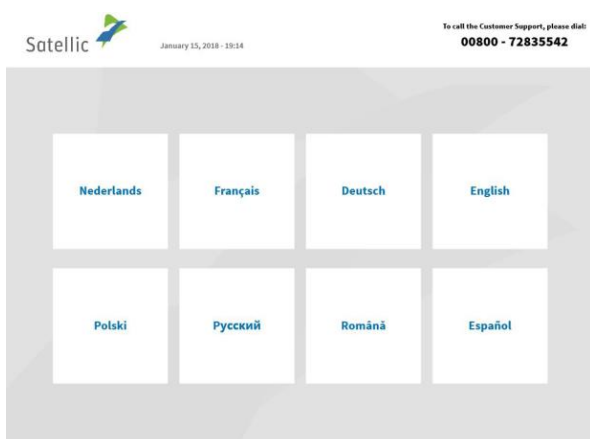 Satellic
January 15, 2018 - 19:14
To call the Customer Support, please dial:
00800 - 72835542
Nederlands
Français
Deutsch
English
Polski
Русский
Română
Español